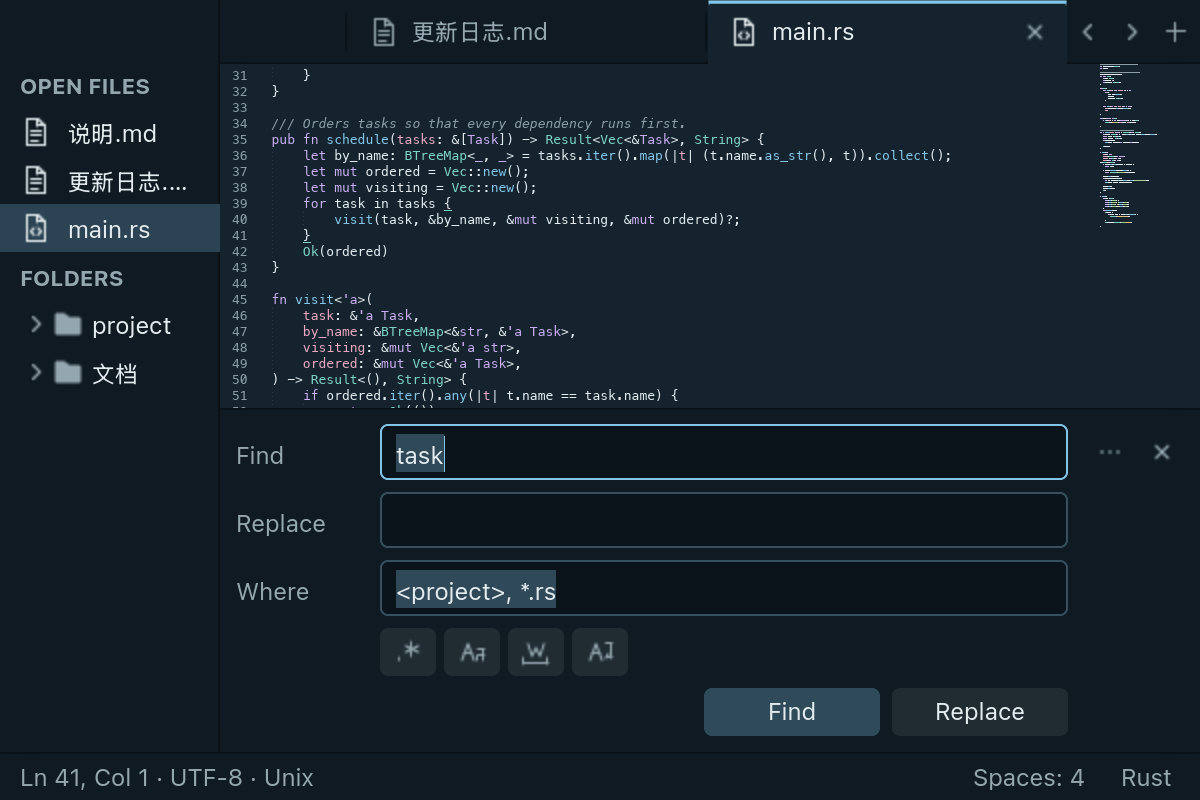 更新日志.md
main.rs
OPEN FILES
说明.md
更新日志....
main.rs
FOLDERS
project
文档
31     }
32 }
33
34 /// Orders tasks so that every dependency runs first.
35 pub fn schedule(tasks: &[Task]) -> Result<Vec<&Task>, String> {
36     let by_name: BTreeMap<_, _> = tasks.iter().map(|t| (t.name.as_str(), t)).collect();
37     let mut ordered = Vec::new();
38     let mut visiting = Vec::new();
39     for task in tasks {
40         visit(task, &by_name, &mut visiting, &mut ordered)?;
41     }
42     Ok(ordered)
43 }
44
45 fn visit<'a>(
46     task: &'a Task,
47     by_name: &BTreeMap<&str, &'a Task>,
48     visiting: &mut Vec<&'a str>,
49     ordered: &mut Vec<&'a Task>,
50 ) -> Result<(), String> {
51     if ordered.iter().any(|t| t.name == task.name) {
Find
task
Replace
Where
<project>, *.rs
Find
Replace
Ln 41, Col 1 · UTF-8 · Unix
Spaces: 4
Rust